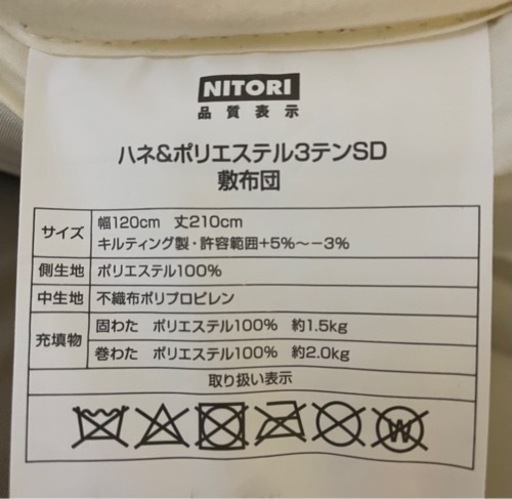 NITORI
品質表示
ハネ&ポリエステル3テンSD
敷布団
サイズ
幅120cm 丈210cm
キルティング製・許容範囲+5%〜−3%
側生地 ポリエステル100%
中生地 不織布ポリプロピレン
充填物
固わた ポリエステル100% 約1.5kg
巻わた ポリエステル100% 約2.0kg
取り扱い表示
W